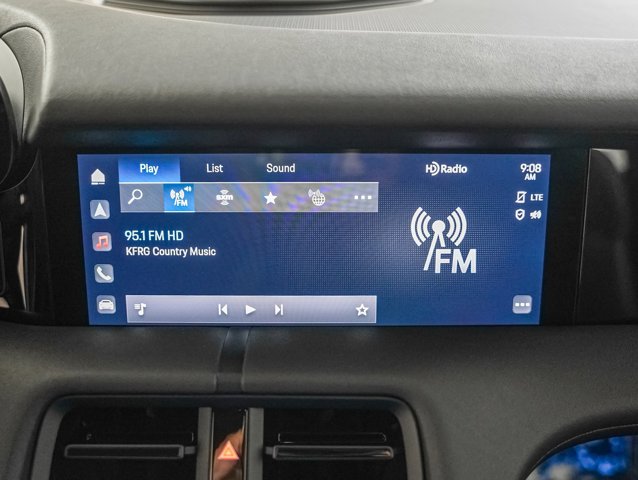 Play List Sound HD Radio 9:08
AM
FM sxm LTE
95.1 FM HD
KFRG Country Music
FM